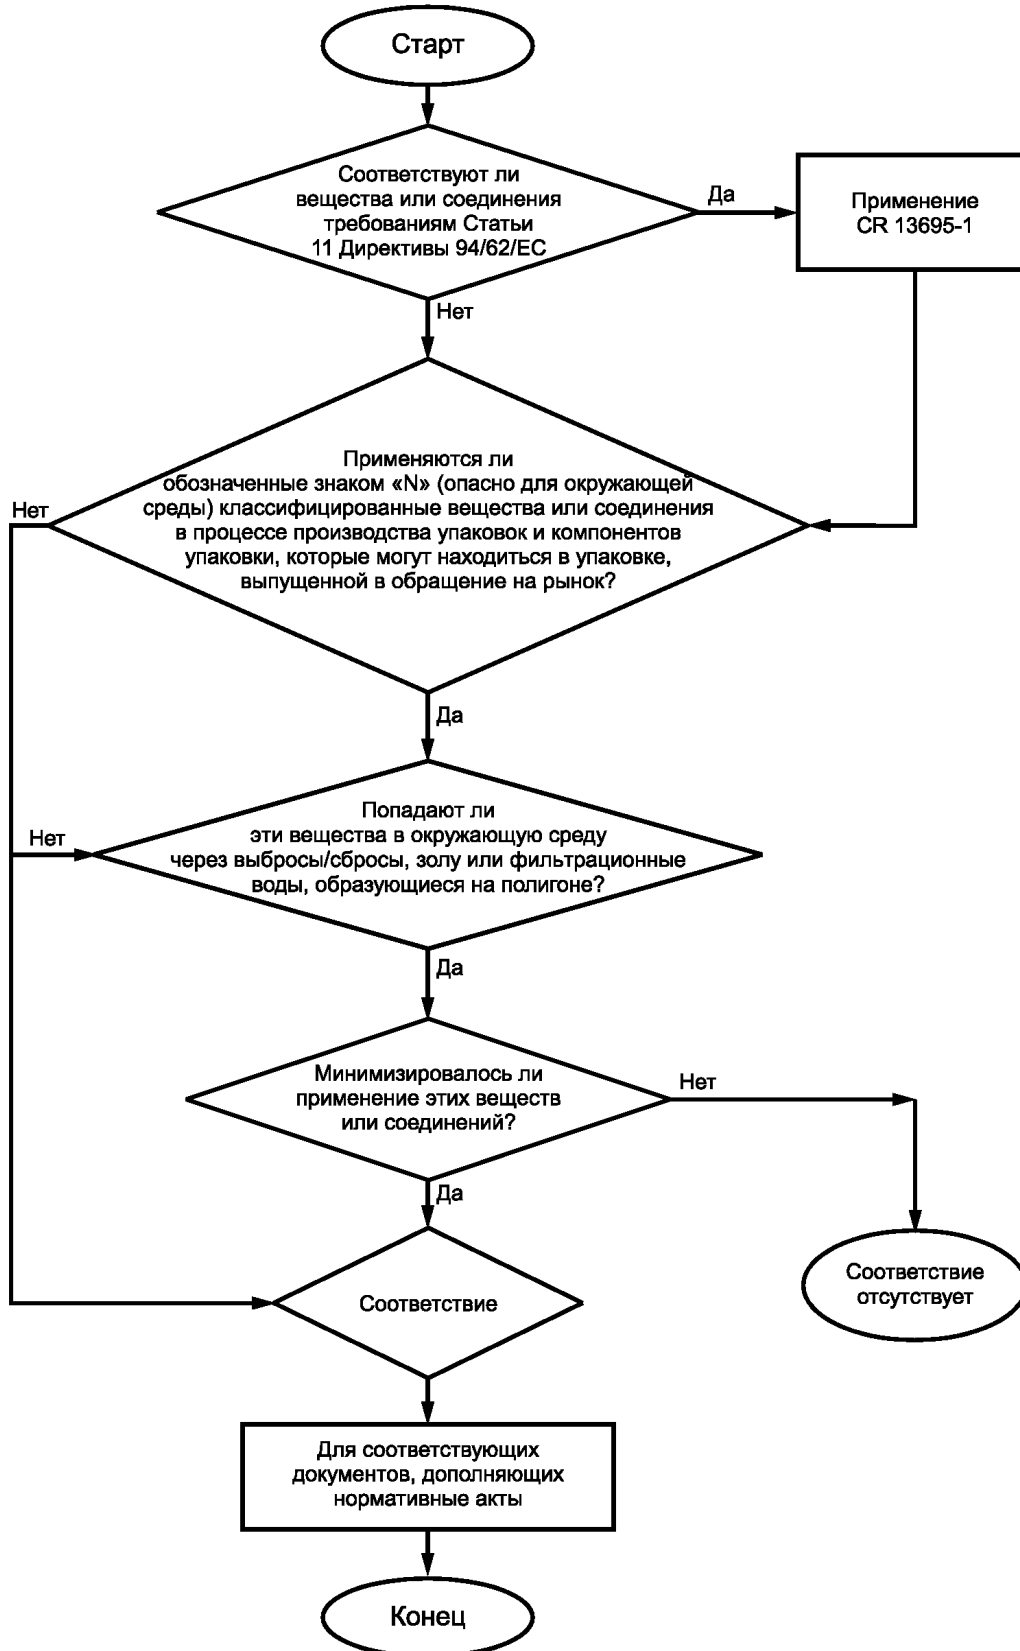 Старт
Соответствуют ли
вещества или соединения
требованиям Статьи
11 Директивы 94/62/ЕС
Да
Применение
CR 13695-1
Нет
Применяются ли
обозначенные знаком «N» (опасно для окружающей
среды) классифицированные вещества или соединения
в процессе производства упаковок и компонентов
упаковки, которые могут находиться в упаковке,
выпущенной в обращение на рынок?
Нет
Да
Попадают ли
эти вещества в окружающую среду
через выбросы/сбросы, золу или фильтрационные
воды, образующиеся на полигоне?
Нет
Да
Минимизировалось ли
применение этих веществ
или соединений?
Нет
Да
Соответствие
отсутствует
Соответствие
Для соответствующих
документов, дополняющих
нормативные акты
Конец